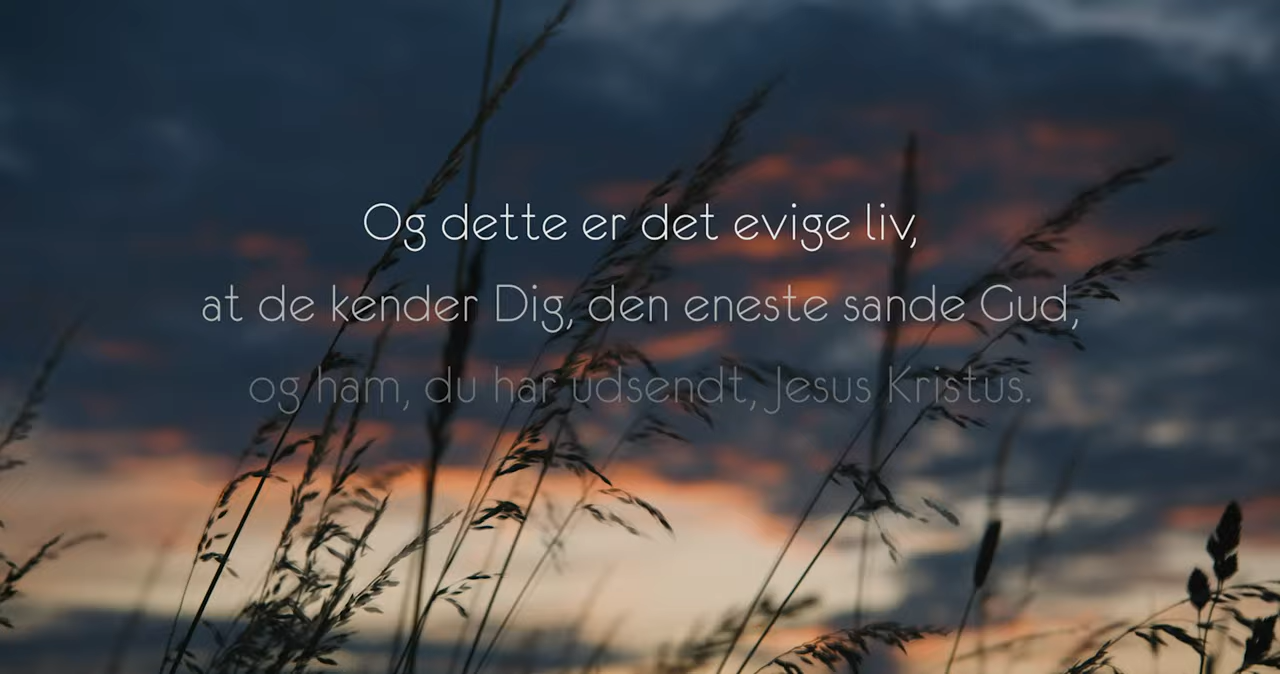 Og dette er det evige liv,
at de kender Dig, den eneste sande Gud,
og ham, du har udsendt, Jesus Kristus.